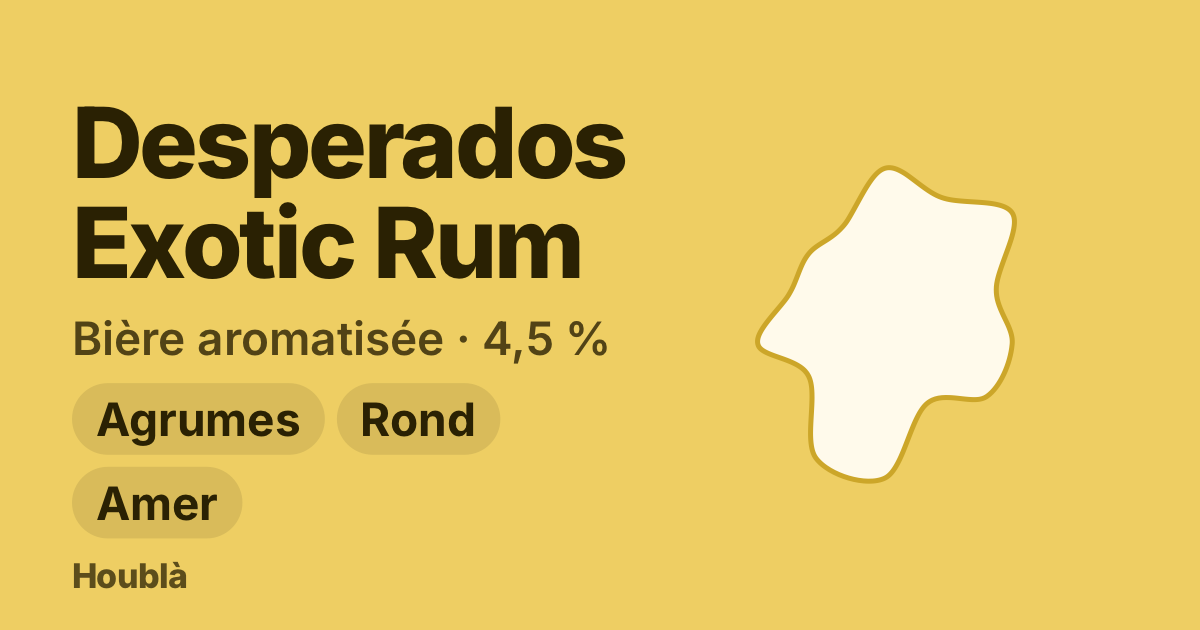 Desperados
Exotic Rum
Bière aromatisée · 4,5 %
Agrumes Rond
Amer
Houblà